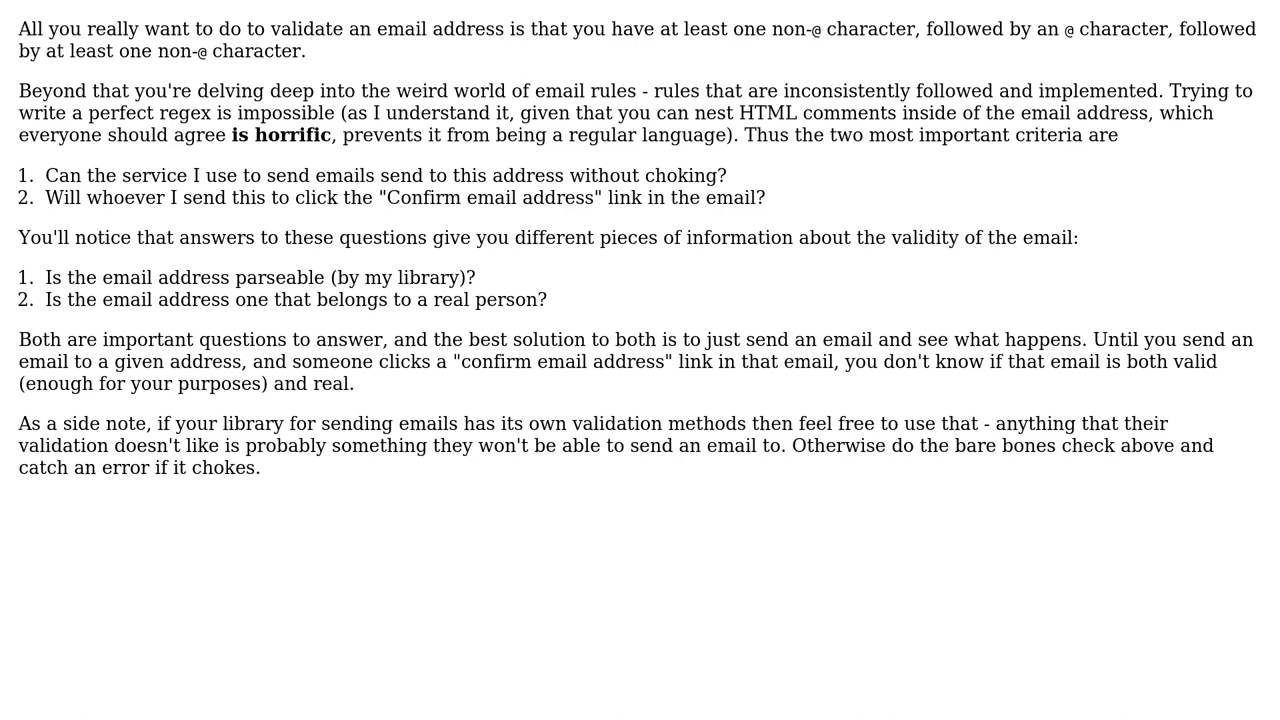 All you really want to do to validate an email address is that you have at least one non-@ character, followed by an @ character, followed
by at least one non-@ character.
Beyond that you're delving deep into the weird world of email rules - rules that are inconsistently followed and implemented. Trying to
write a perfect regex is impossible (as I understand it, given that you can nest HTML comments inside of the email address, which
everyone should agree is horrific, prevents it from being a regular language). Thus the two most important criteria are
1. Can the service I use to send emails send to this address without choking?
2. Will whoever I send this to click the "Confirm email address" link in the email?
You'll notice that answers to these questions give you different pieces of information about the validity of the email:
1. Is the email address parseable (by my library)?
2. Is the email address one that belongs to a real person?
Both are important questions to answer, and the best solution to both is to just send an email and see what happens. Until you send an
email to a given address, and someone clicks a "confirm email address" link in that email, you don't know if that email is both valid
(enough for your purposes) and real.
As a side note, if your library for sending emails has its own validation methods then feel free to use that - anything that their
validation doesn't like is probably something they won't be able to send an email to. Otherwise do the bare bones check above and
catch an error if it chokes.